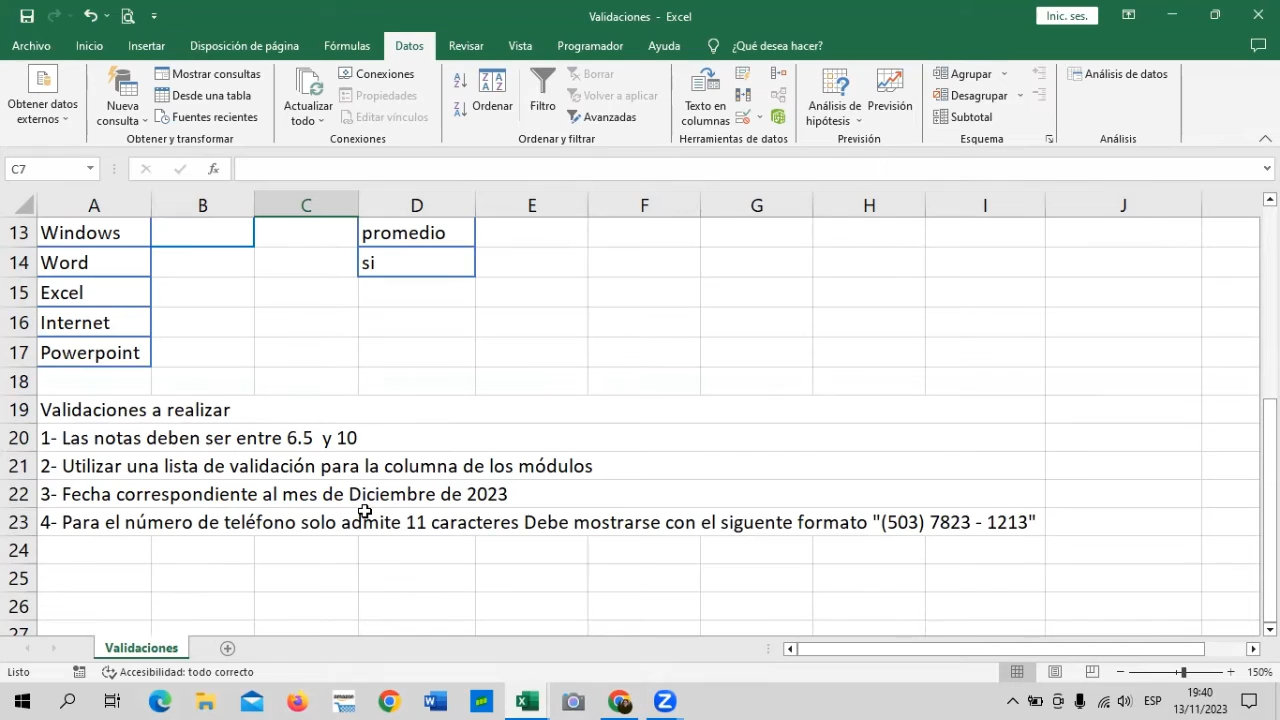 Validaciones - Excel
Inic. ses.
Archivo
Inicio
Insertar
Disposición de página
Fórmulas
Datos
Revisar
Vista
Programador
Ayuda
¿Qué desea hacer?
Obtener datos
externos
Nueva
consulta
Mostrar consultas
Desde una tabla
Fuentes recientes
Obtener y transformar
Actualizar
todo
Conexiones
Propiedades
Editar vínculos
Conexiones
Ordenar
Filtro
Borrar
Volver a aplicar
Avanzadas
Ordenar y filtrar
Texto en
columnas
Herramientas de datos
Análisis de
hipótesis
Previsión
Previsión
Agrupar
Desagrupar
Subtotal
Esquema
Análisis de datos
Análisis
C7
fx
A B C D E F G H I J
13 Windows promedio
14 Word si
15 Excel
16 Internet
17 Powerpoint
18
19 Validaciones a realizar
20 1- Las notas deben ser entre 6.5 y 10
21 2- Utilizar una lista de validación para la columna de los módulos
22 3- Fecha correspondiente al mes de Diciembre de 2023
23 4- Para el número de teléfono solo admite 11 caracteres Debe mostrarse con el siguente formato "(503) 7823 - 1213"
24
25
26
27
Validaciones
Listo
Accesibilidad: todo correcto
150%
ESP
19:40
13/11/2023